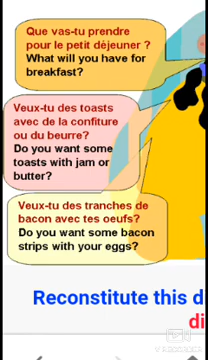 Que vas-tu prendre
pour le petit déjeuner ?
What will you have for
breakfast?
Veux-tu des toasts
avec de la confiture
ou du beurre?
Do you want some
toasts with jam or
butter?
Veux-tu des tranches de
bacon avec tes oeufs?
Do you want some bacon
strips with your eggs?
Reconstitute this d
di